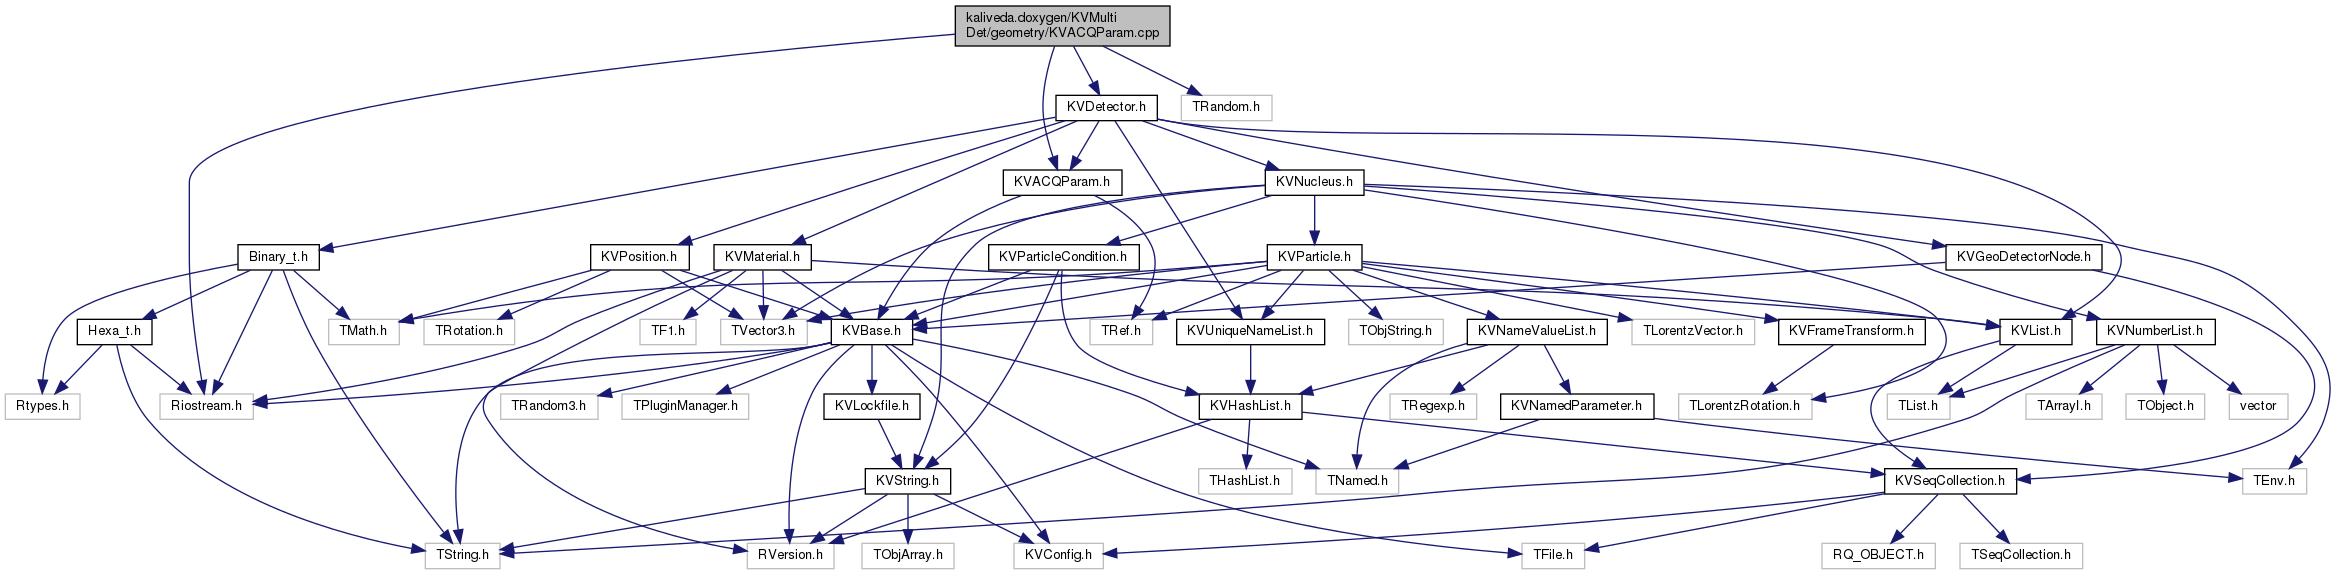 kaliveda.doxygen/KVMulti
Det/geometry/KVACQParam.cpp
KVDetector.h
TRandom.h
KVACQParam.h
KVNucleus.h
Binary_t.h
KVPosition.h
KVMaterial.h
KVParticleCondition.h
KVParticle.h
KVGeoDetectorNode.h
Hexa_t.h
TMath.h
TRotation.h
TF1.h
TVector3.h
KVBase.h
TRef.h
KVUniqueNameList.h
TObjString.h
KVNameValueList.h
TLorentzVector.h
KVFrameTransform.h
KVList.h
KVNumberList.h
Rtypes.h
Riostream.h
TRandom3.h
TPluginManager.h
KVLockfile.h
KVHashList.h
TRegexp.h
KVNamedParameter.h
TLorentzRotation.h
TList.h
TArrayI.h
TObject.h
vector
KVString.h
THashList.h
TNamed.h
KVSeqCollection.h
TEnv.h
TString.h
RVersion.h
TObjArray.h
KVConfig.h
TFile.h
RQ_OBJECT.h
TSeqCollection.h